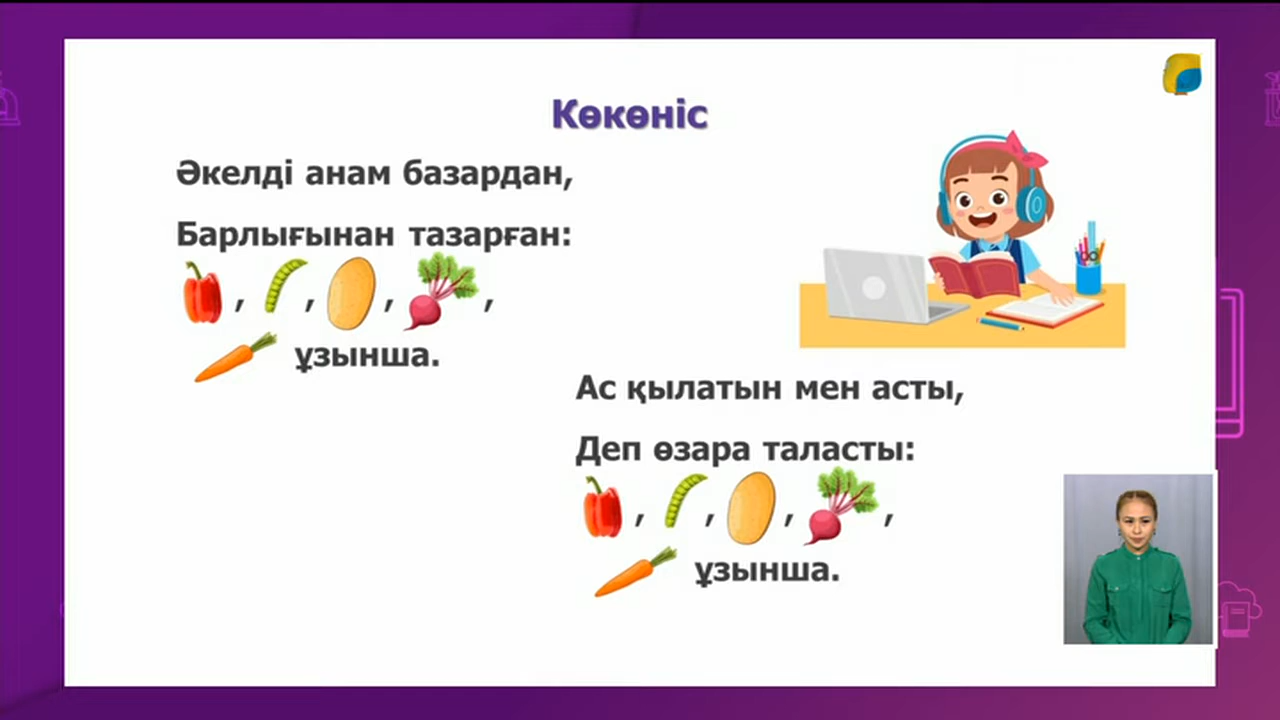 Көкөніс
Әкелді анам базардан,
Барлығынан тазарған:
, , , ,
ұзынша.
Ас қылатын мен асты,
Деп өзара таласты:
, , , ,
ұзынша.